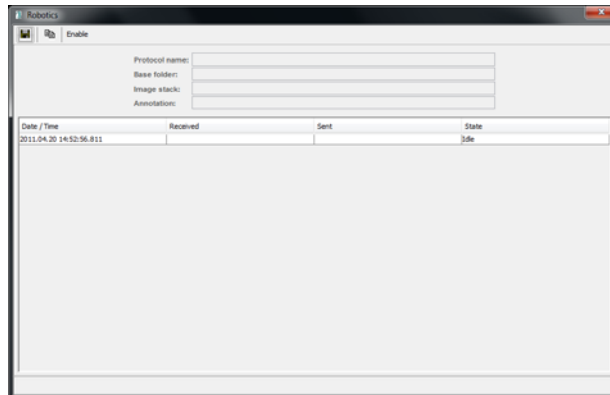 Robotics
Enable
Protocol name:
Base folder:
Image stack:
Annotation:
Date / Time Received Sent State
2011.04.20 14:52:56.811 Idle